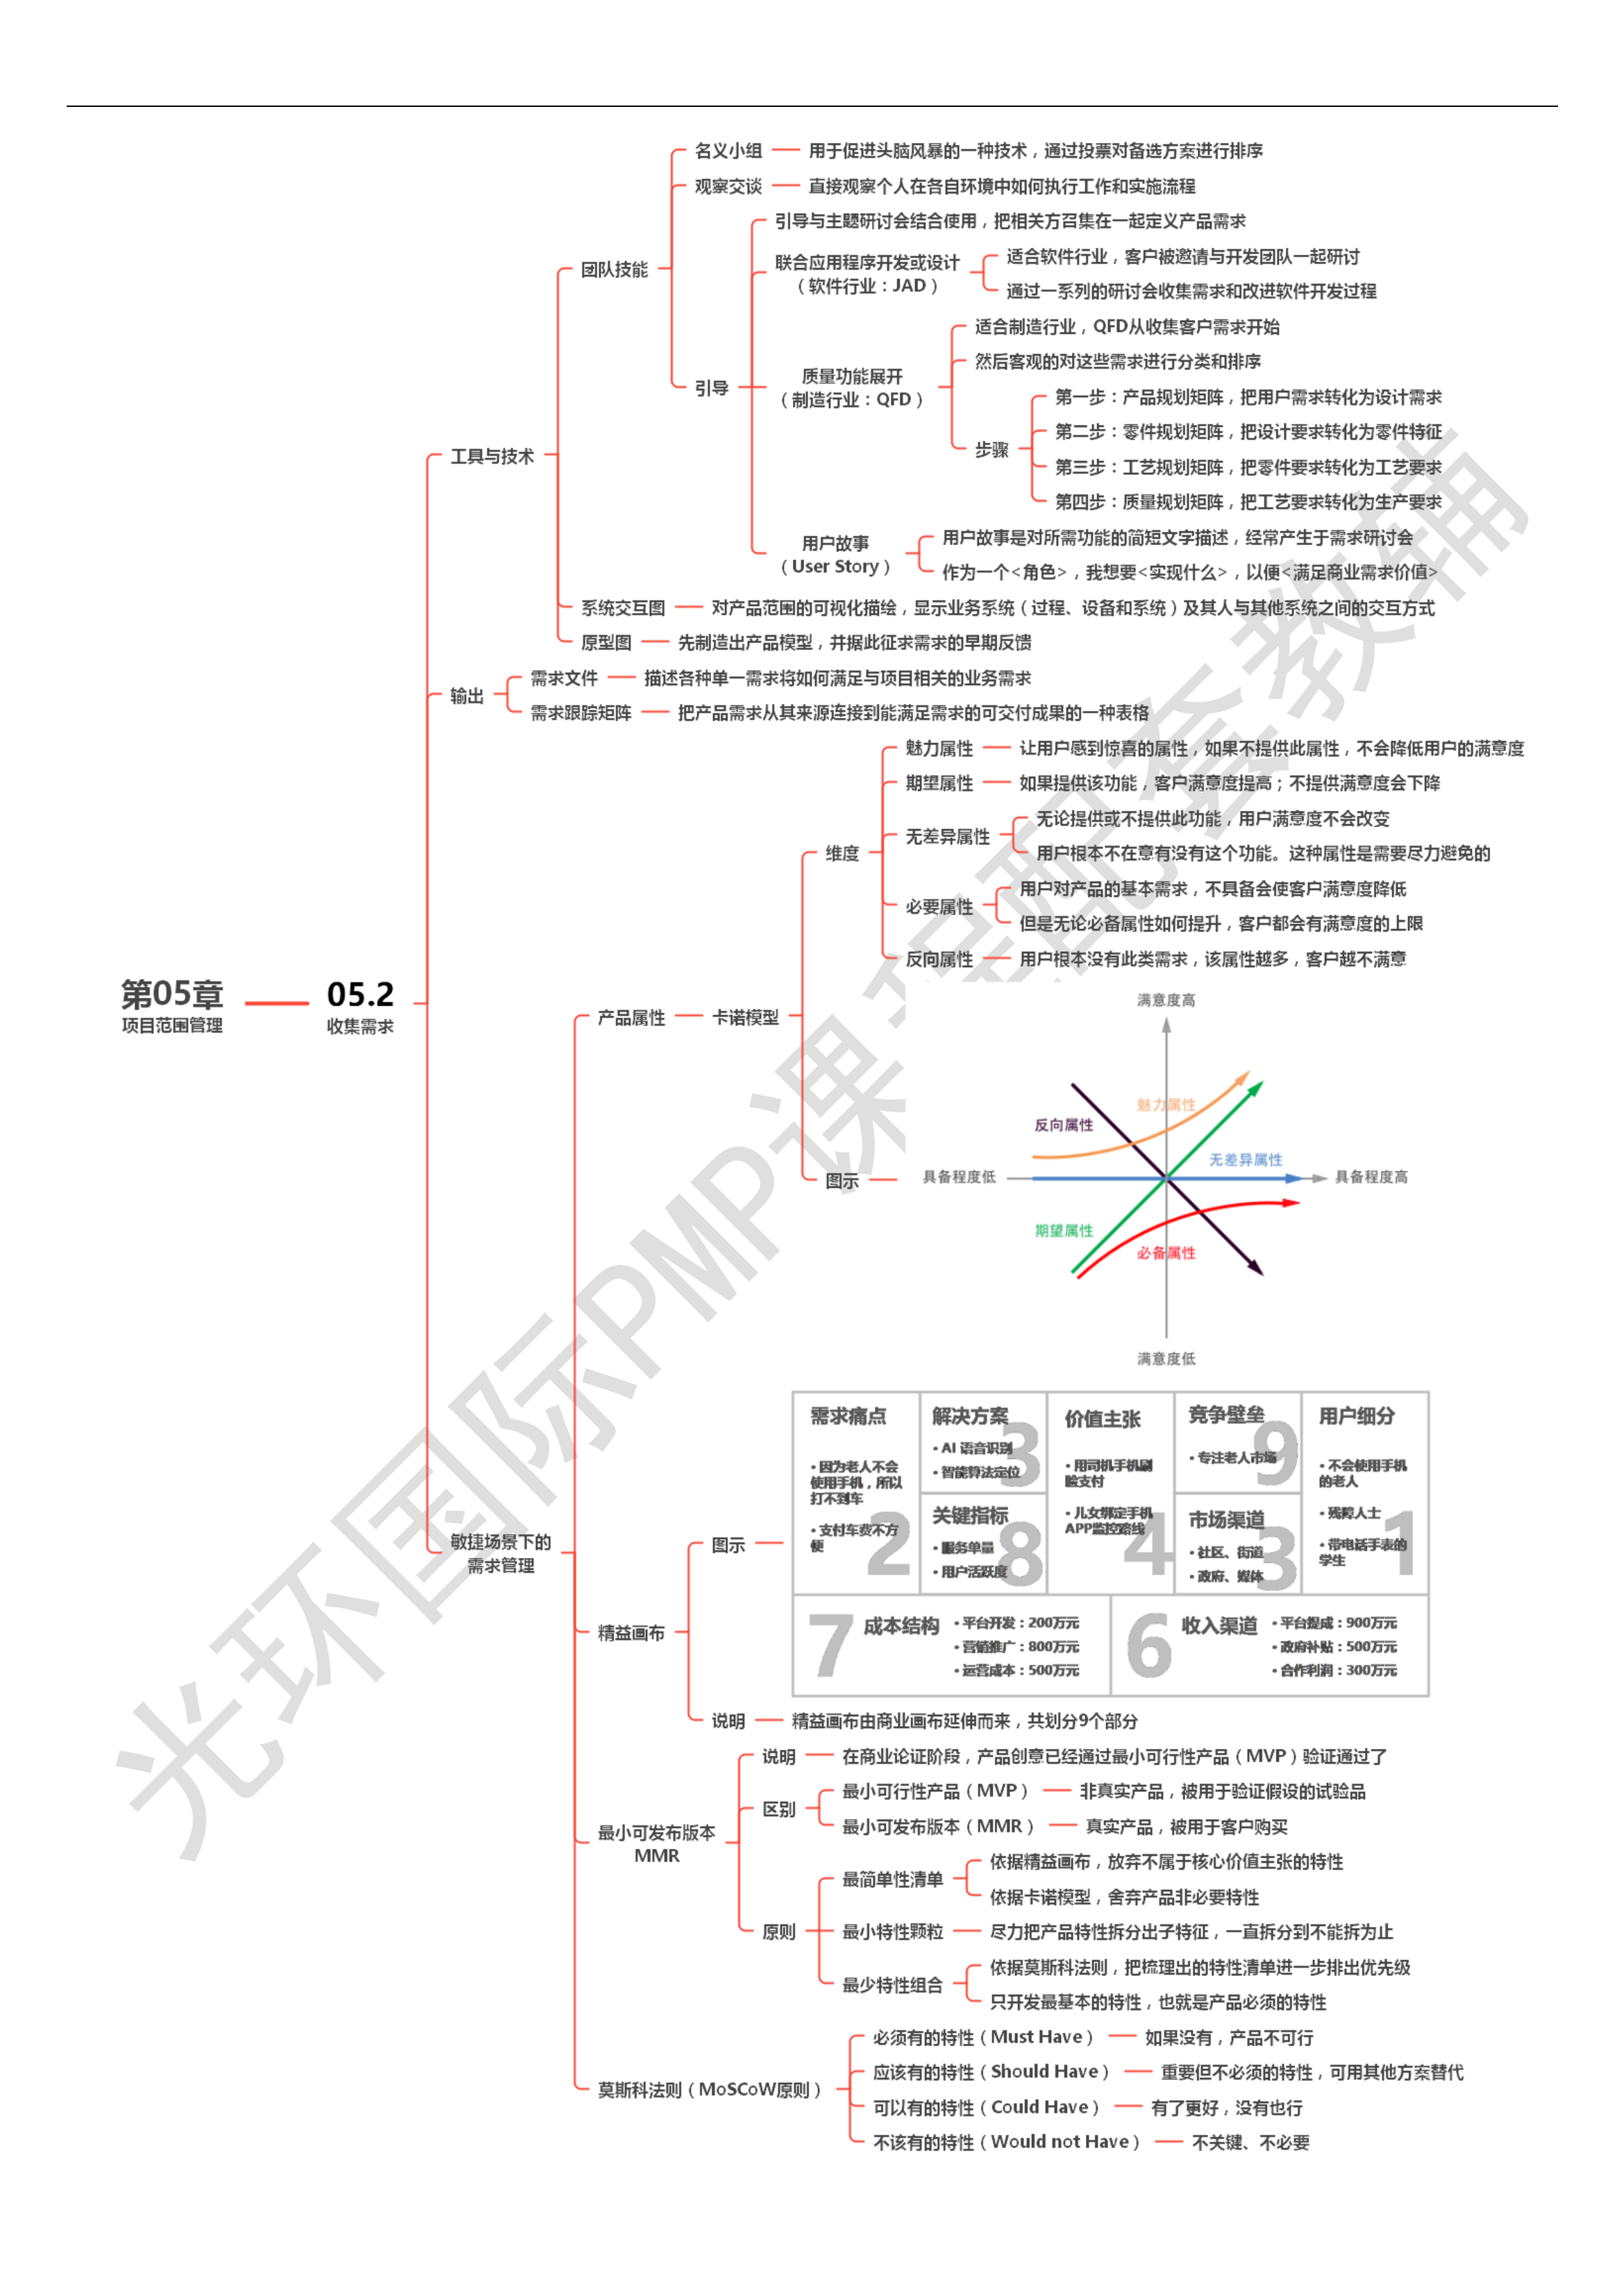 名义小组
用于促进头脑风暴的一种技术，通过投票对备选方案进行排序
观察交谈
直接观察个人在各自环境中如何执行工作和实施流程
团队技能
引导与主题研讨会结合使用，把相关方召集在一起定义产品需求
联合应用程序开发或设计
（软件行业：JAD）
适合软件行业，客户被邀请与开发团队一起研讨
通过一系列的研讨会收集需求和改进软件开发过程
引导
质量功能展开
（制造行业：QFD）
适合制造行业，QFD从收集客户需求开始
然后客观的对这些需求进行分类和排序
步骤
第一步：产品规划矩阵，把用户需求转化为设计需求
第二步：零件规划矩阵，把设计要求转化为零件特征
第三步：工艺规划矩阵，把零件要求转化为工艺要求
第四步：质量规划矩阵，把工艺要求转化为生产要求
工具与技术
用户故事
（User Story）
用户故事是对所需功能的简短文字描述，经常产生于需求研讨会
作为一个<角色>，我想要<实现什么>，以便<满足商业需求价值>
系统交互图
对产品范围的可视化描绘，显示业务系统（过程、设备和系统）及其人与其他系统之间的交互方式
原型图
先制造出产品模型，并据此征求需求的早期反馈
输出
需求文件
描述各种单一需求将如何满足与项目相关的业务需求
需求跟踪矩阵
把产品需求从其来源连接到能满足需求的可交付成果的一种表格
第05章
项目范围管理
05.2
收集需求
产品属性
卡诺模型
维度
魅力属性
让用户感到惊喜的属性，如果不提供此属性，不会降低用户的满意度
期望属性
如果提供该功能，客户满意度提高；不提供满意度会下降
无差异属性
无论提供或不提供此功能，用户满意度不会改变
用户根本不在意有没有这个功能。这种属性是需要尽力避免的
必要属性
用户对产品的基本需求，不具备会使客户满意度降低
但是无论必备属性如何提升，客户都会有满意度的上限
反向属性
用户根本没有此类需求，该属性越多，客户越不满意
图示
满意度高
魅力属性
反向属性
无差异属性
具备程度低
具备程度高
期望属性
必备属性
满意度低
敏捷场景下的
需求管理
精益画布
图示
需求痛点
• 因为老人不会
使用手机，所以
打不到车
• 支付车费不方
便
2
解决方案
• AI 语音识别
• 智能算法定位
3
关键指标
• 服务单量
• 用户活跃度
8
价值主张
• 用司机手机刷
脸支付
• 儿女绑定手机
APP监控路线
4
竞争壁垒
• 专注老人市场
9
市场渠道
• 社区、街道
• 政府、媒体
3
用户细分
• 不会使用手机
的老人
• 残障人士
• 带电话手表的
学生
1
7
成本结构
• 平台开发：200万元
• 营销推广：800万元
• 运营成本：500万元
6
收入渠道
• 平台提成：900万元
• 政府补贴：500万元
• 合作利润：300万元
说明
精益画布由商业画布延伸而来，共划分9个部分
最小可发布版本
MMR
说明
在商业论证阶段，产品创意已经通过最小可行性产品（MVP）验证通过了
区别
最小可行性产品（MVP）
非真实产品，被用于验证假设的试验品
最小可发布版本（MMR）
真实产品，被用于客户购买
原则
最简单性清单
依据精益画布，放弃不属于核心价值主张的特性
依据卡诺模型，舍弃产品非必要特性
最小特性颗粒
尽力把产品特性拆分出子特征，一直拆分到不能拆为止
最少特性组合
依据莫斯科法则，把梳理出的特性清单进一步排出优先级
只开发最基本的特性，也就是产品必须的特性
莫斯科法则（MoSCoW原则）
必须有的特性（Must Have）
如果没有，产品不可行
应该有的特性（Should Have）
重要但不必须的特性，可用其他方案替代
可以有的特性（Could Have）
有了更好，没有也行
不该有的特性（Would not Have）
不关键、不必要
光环国际PMP课程配套教辅